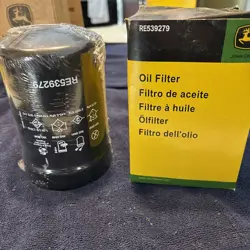 RE539279
RE539279
Oil Filter
Filtro de aceite
Filtre à huile
Ölfilter
Filtro dell'olio